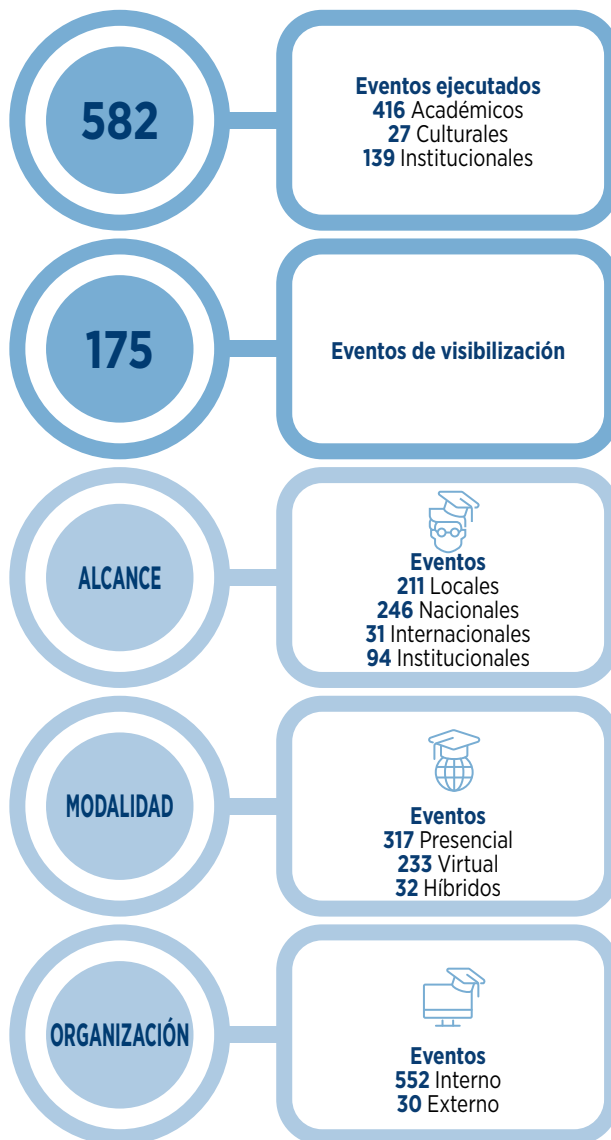 582
Eventos ejecutados
416 Académicos
27 Culturales
139 Institucionales
175
Eventos de visibilización
ALCANCE
Eventos
211 Locales
246 Nacionales
31 Internacionales
94 Institucionales
MODALIDAD
Eventos
317 Presencial
233 Virtual
32 Híbridos
ORGANIZACIÓN
Eventos
552 Interno
30 Externo